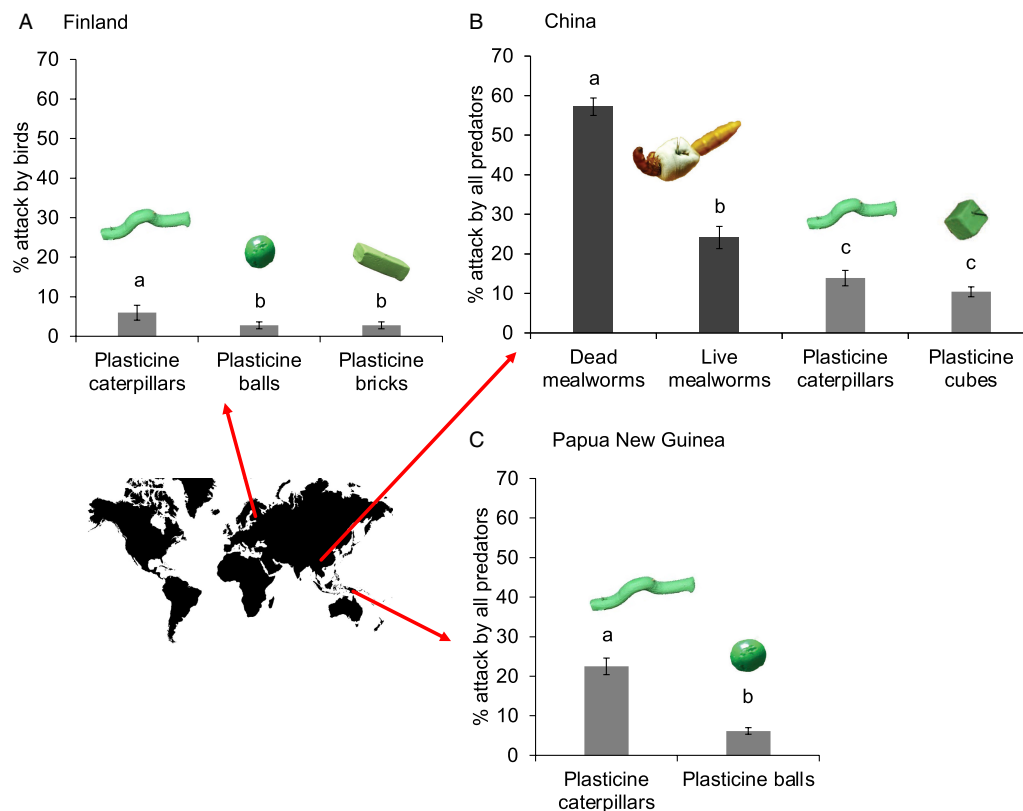 A Finland
70
60
50
40
30
20
10
0
% attack by birds
a
b
b
Plasticine
caterpillars
Plasticine
balls
Plasticine
bricks
B China
70
60
50
40
30
20
10
0
% attack by all predators
a
b
c
c
Dead
mealworms
Live
mealworms
Plasticine
caterpillars
Plasticine
cubes
C Papua New Guinea
70
60
50
40
30
20
10
0
% attack by all predators
a
b
Plasticine
caterpillars
Plasticine balls